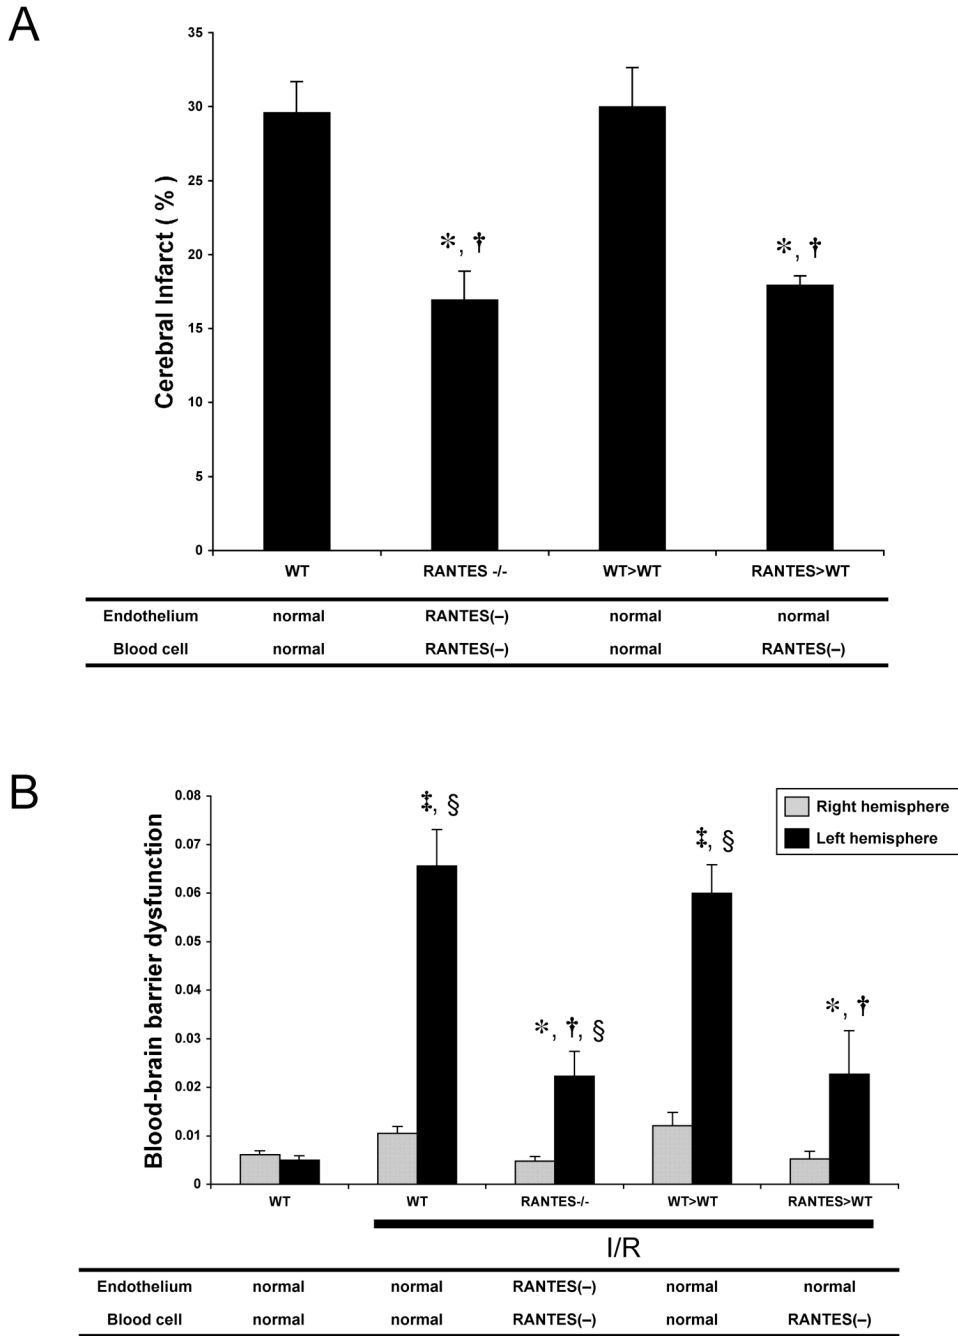 A
Cerebral Infarct ( % )
35
30
25
20
15
10
5
0
*, †
*, †
WT RANTES -/- WT>WT RANTES>WT
Endothelium normal RANTES(–) normal normal
Blood cell normal RANTES(–) normal RANTES(–)
B
Blood-brain barrier dysfunction
0.08
0.07
0.06
0.05
0.04
0.03
0.02
0.01
0
‡, §
*, †, §
‡, §
*, †
Right hemisphere
Left hemisphere
WT WT RANTES-/- WT>WT RANTES>WT
I/R
Endothelium normal normal RANTES(–) normal normal
Blood cell normal normal RANTES(–) normal RANTES(–)